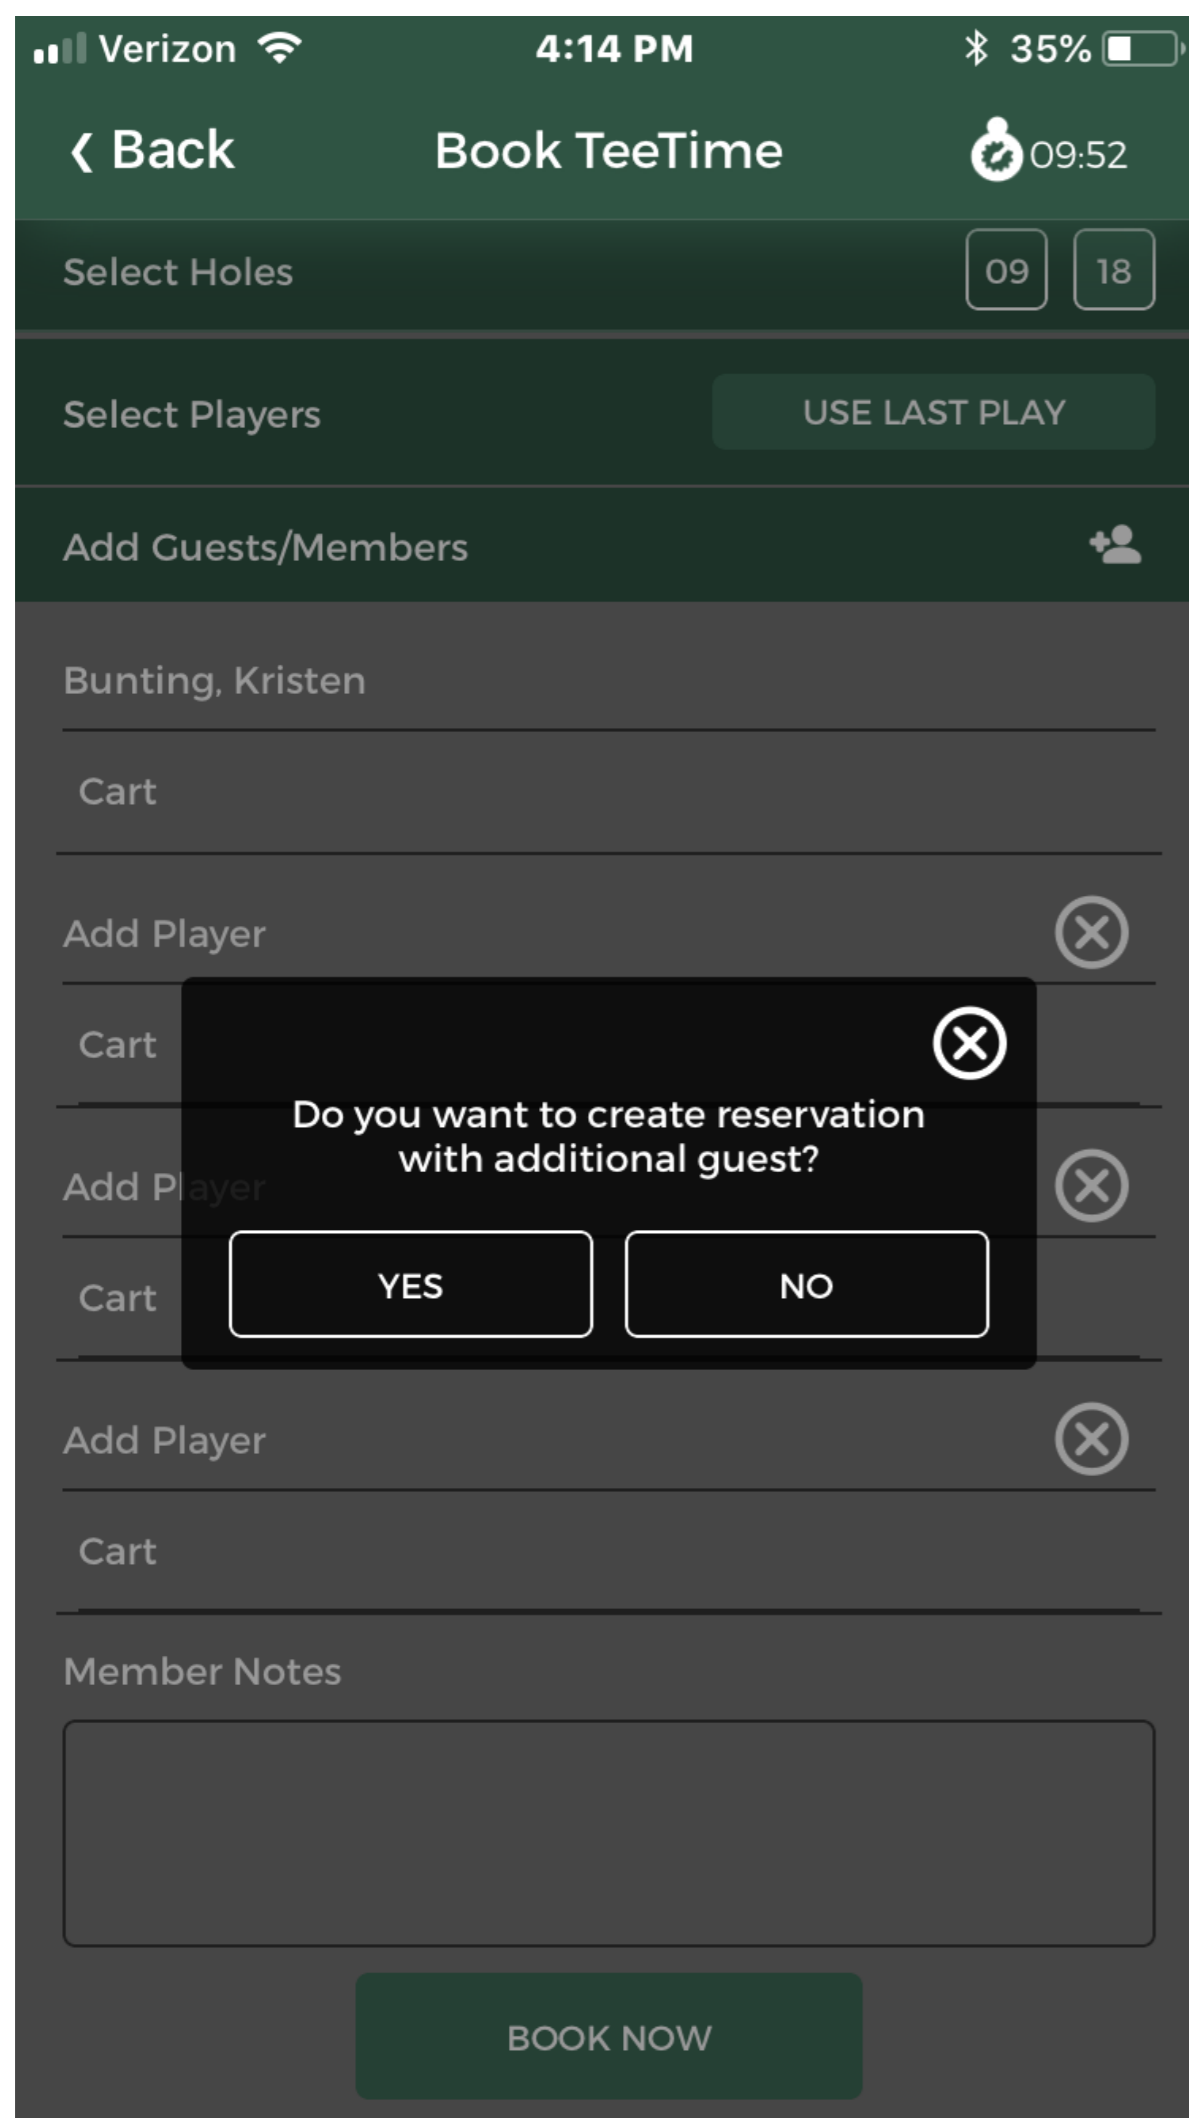 Verizon 4:14 PM 35%
Back Book TeeTime 09:52
Select Holes 09 18
Select Players USE LAST PLAY
Add Guests/Members
Bunting, Kristen
Cart
Add Player
Cart
Do you want to create reservation
with additional guest?
Add Player
YES NO
Cart
Add Player
Cart
Member Notes
BOOK NOW